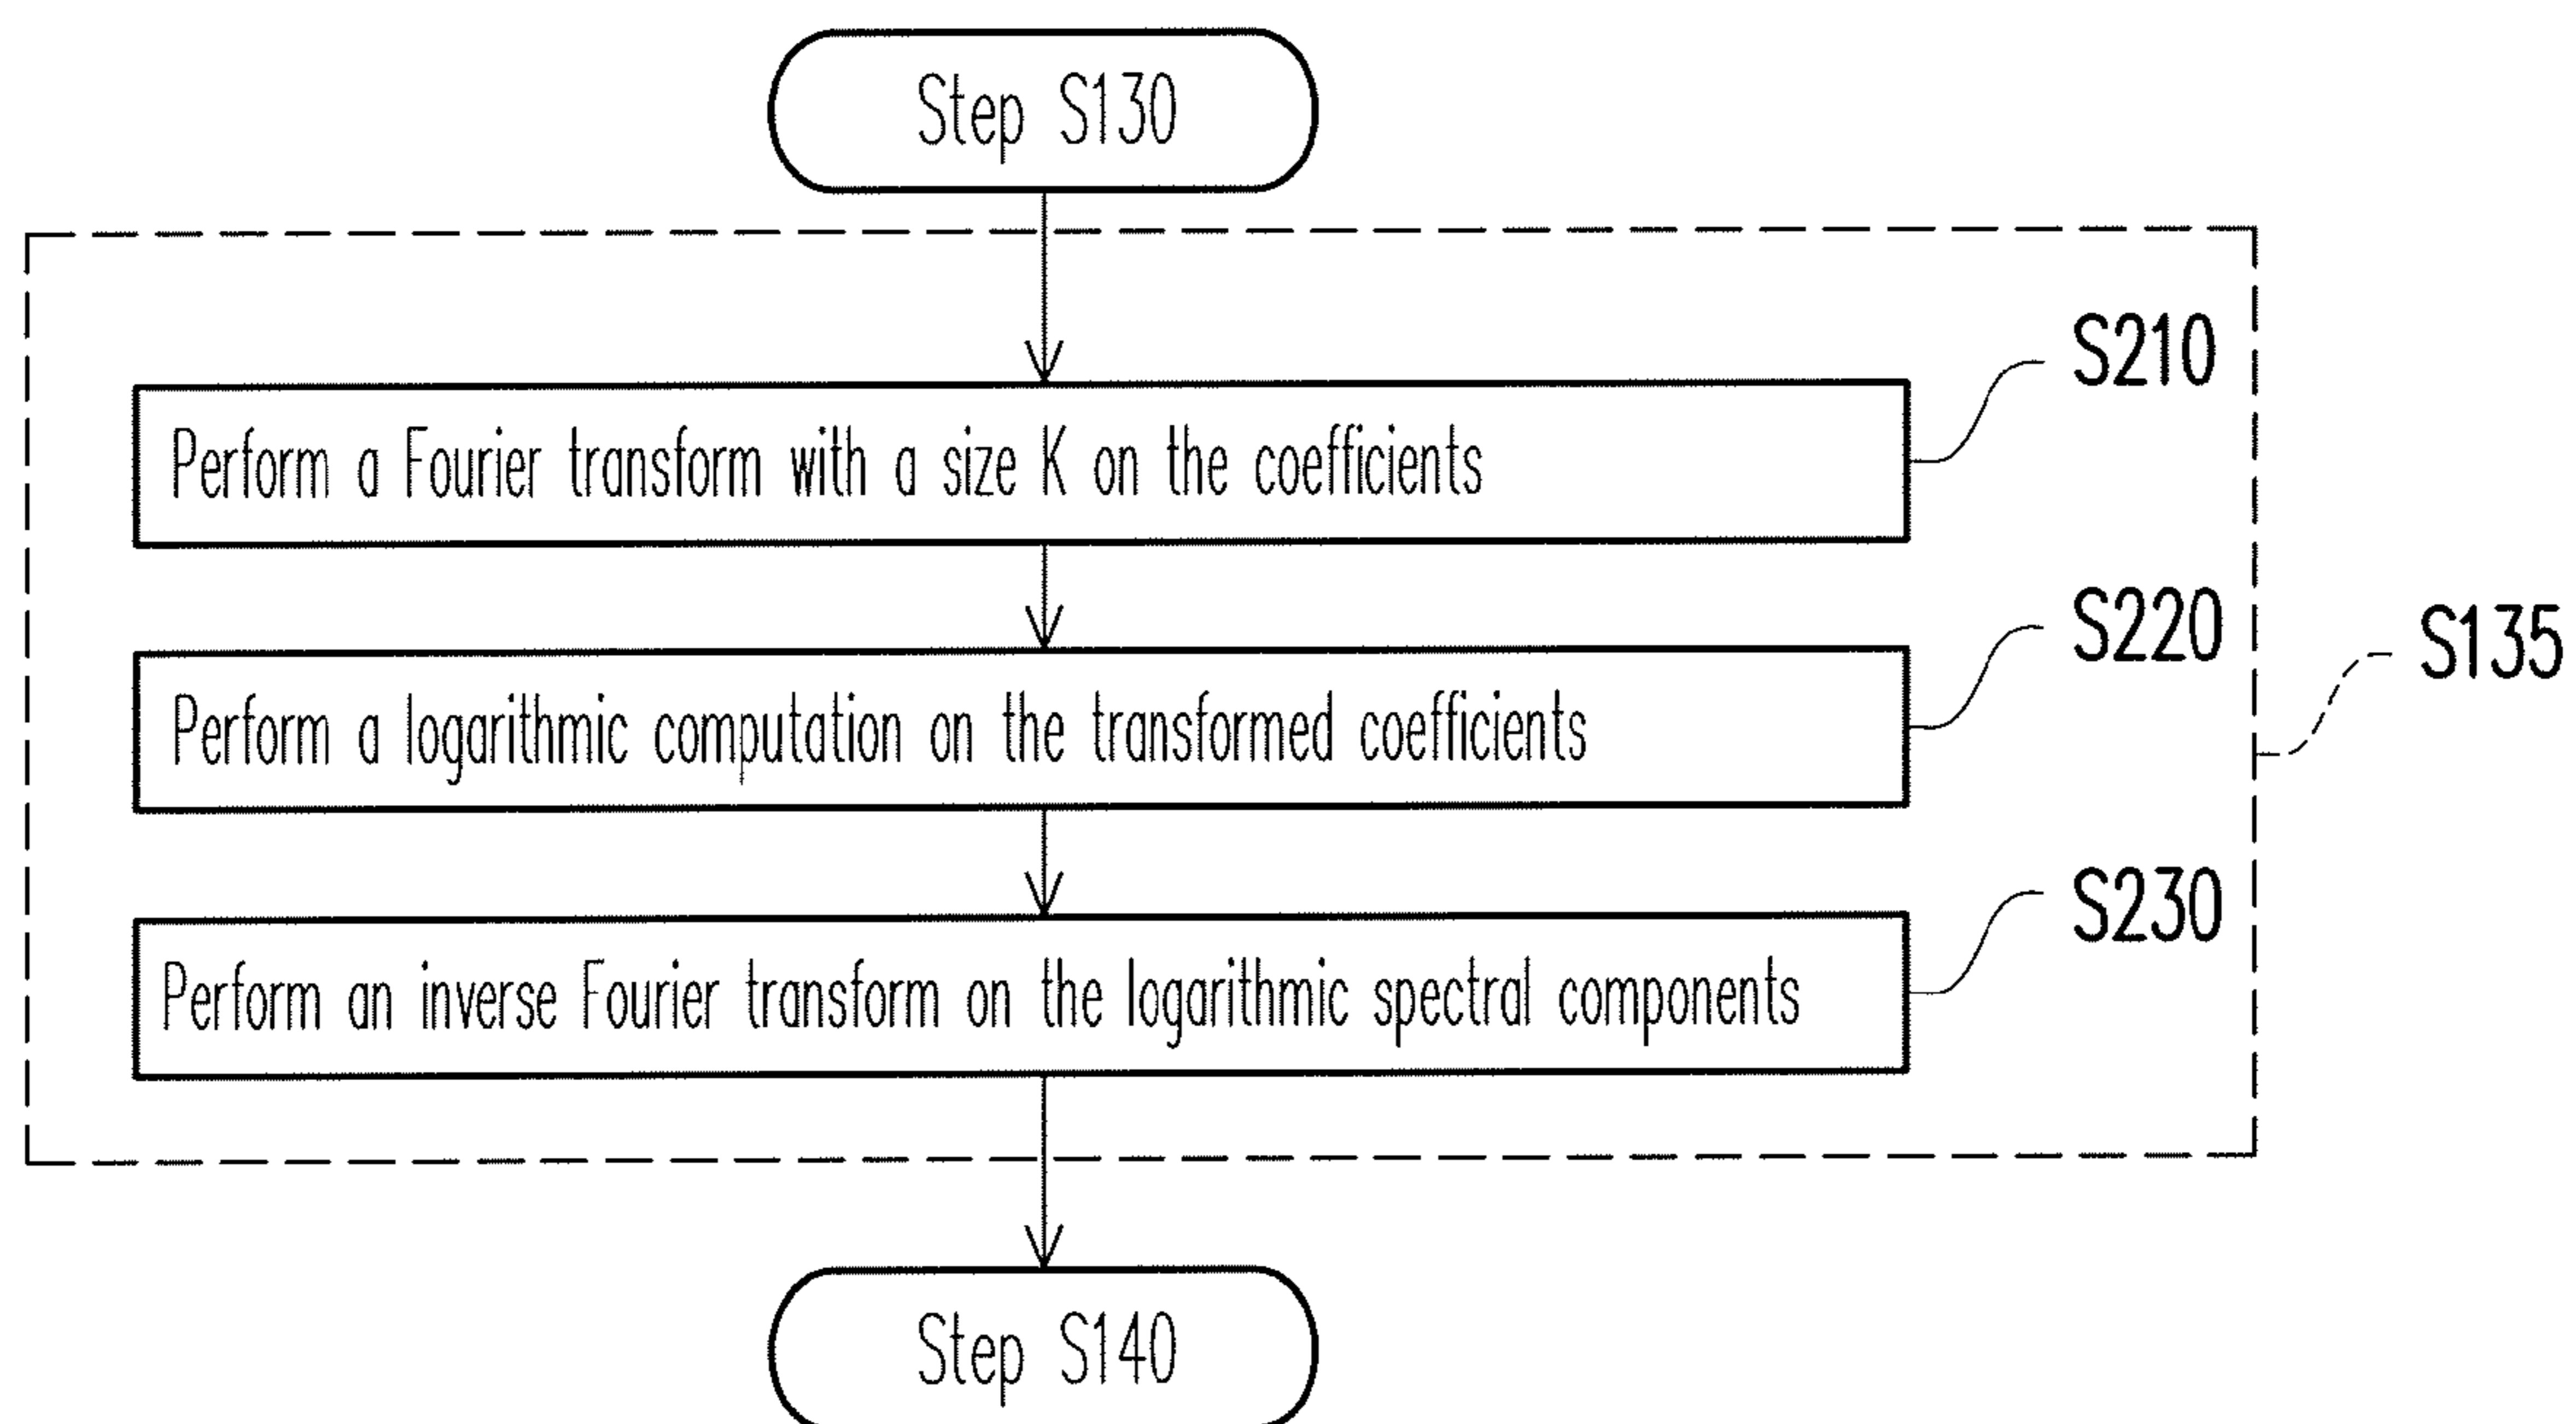 Step S130
S210
Perform a Fourier transform with a size K on the coefficients
S220
S135
Perform a logarithmic computation on the transformed coefficients
S230
Perform an inverse Fourier transform on the logarithmic spectral components
Step S140